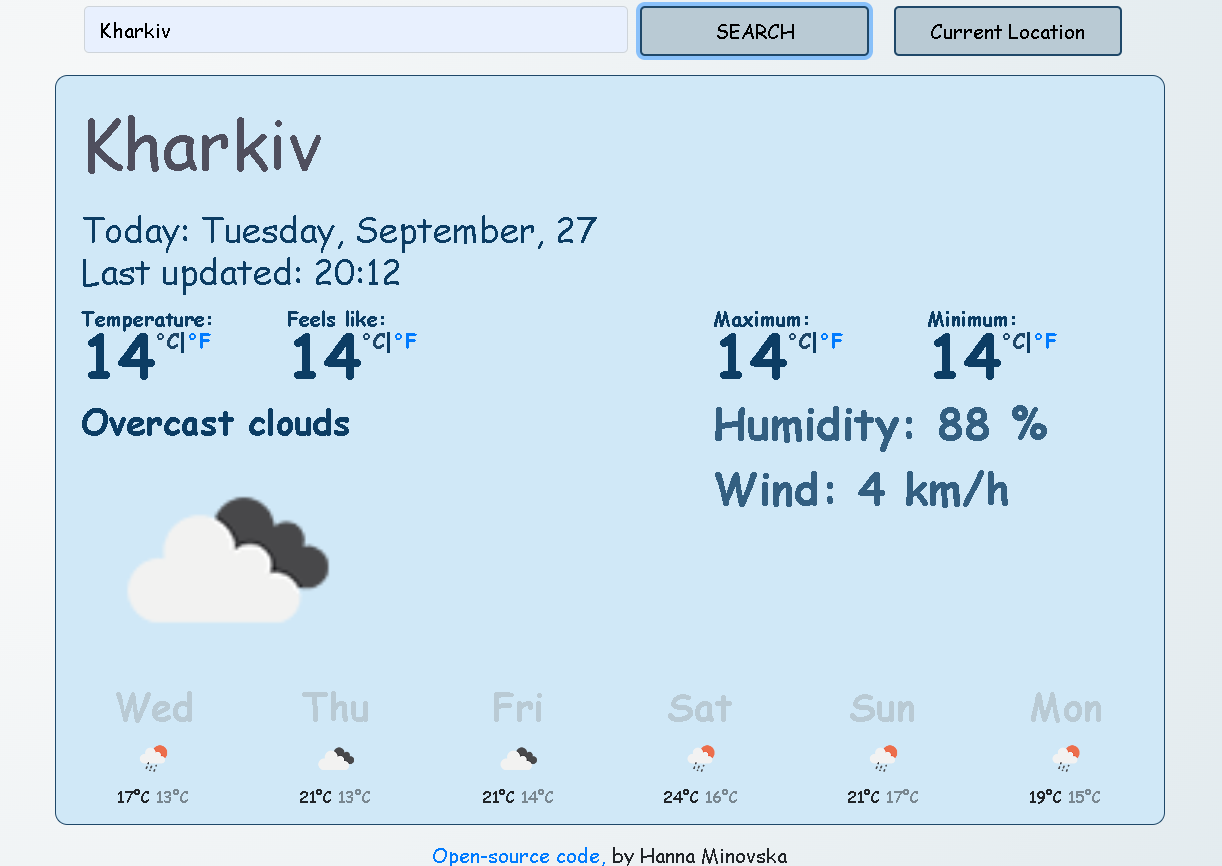 Kharkiv SEARCH Current Location
Kharkiv
Today: Tuesday, September, 27
Last updated: 20:12
Temperature: Feels like: Maximum: Minimum:
14 °C|°F 14 °C|°F 14 °C|°F 14 °C|°F
Overcast clouds Humidity: 88 %
Wind: 4 km/h
Wed Thu Fri Sat Sun Mon
17°C 13°C 21°C 13°C 21°C 14°C 24°C 16°C 21°C 17°C 19°C 15°C
Open-source code, by Hanna Minovska